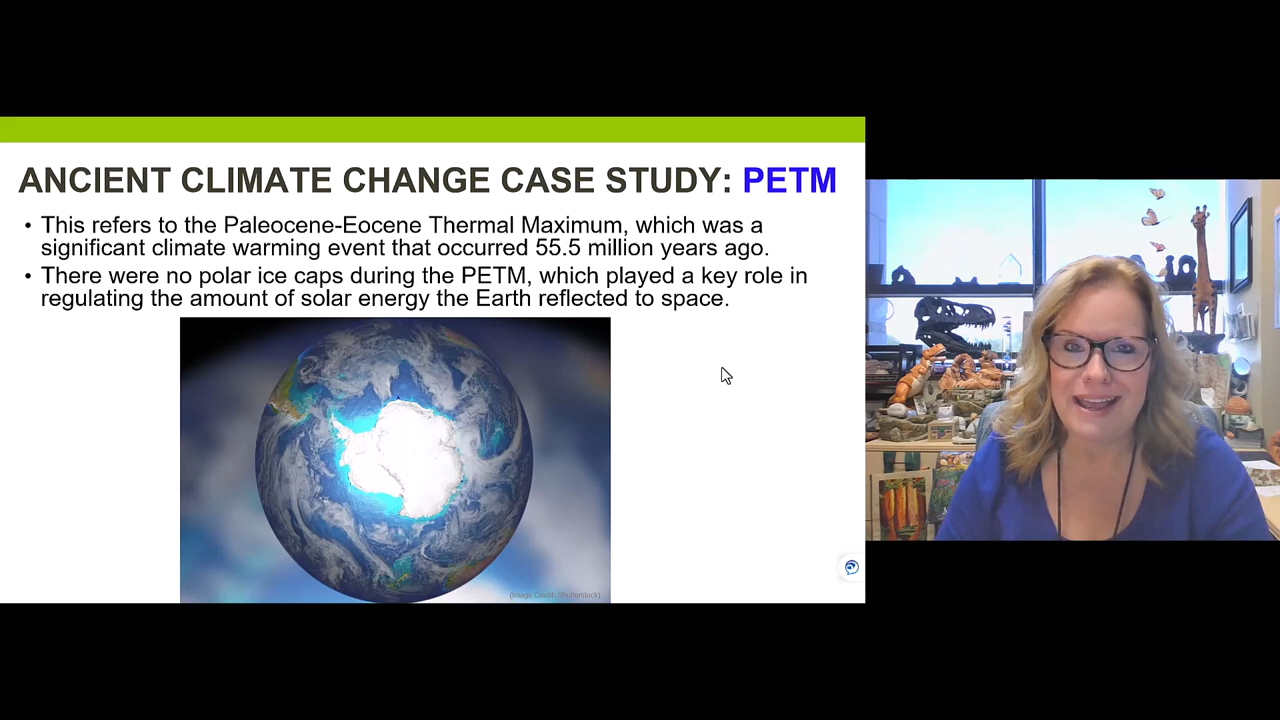 ANCIENT CLIMATE CHANGE CASE STUDY: PETM
• This refers to the Paleocene-Eocene Thermal Maximum, which was a
significant climate warming event that occurred 55.5 million years ago.
• There were no polar ice caps during the PETM, which played a key role in
regulating the amount of solar energy the Earth reflected to space.
(Image Credit: Shutterstock)